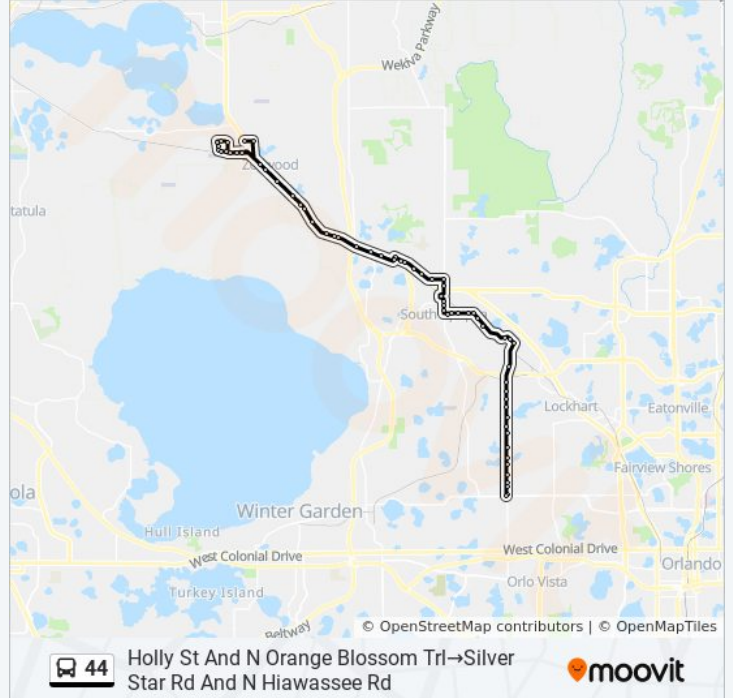 Wekiva Parkway
tatula
Lockhart
Eatonville
Fairview Shores
ola
Winter Garden
Hull Island
West Colonial Drive
West Colonial Drive
Orlando
Orlo Vista
Turkey Island
Beltway
© OpenStreetMap contributors | © OpenMapTiles
44
Holly St And N Orange Blossom Trl→Silver
Star Rd And N Hiawassee Rd
moovit